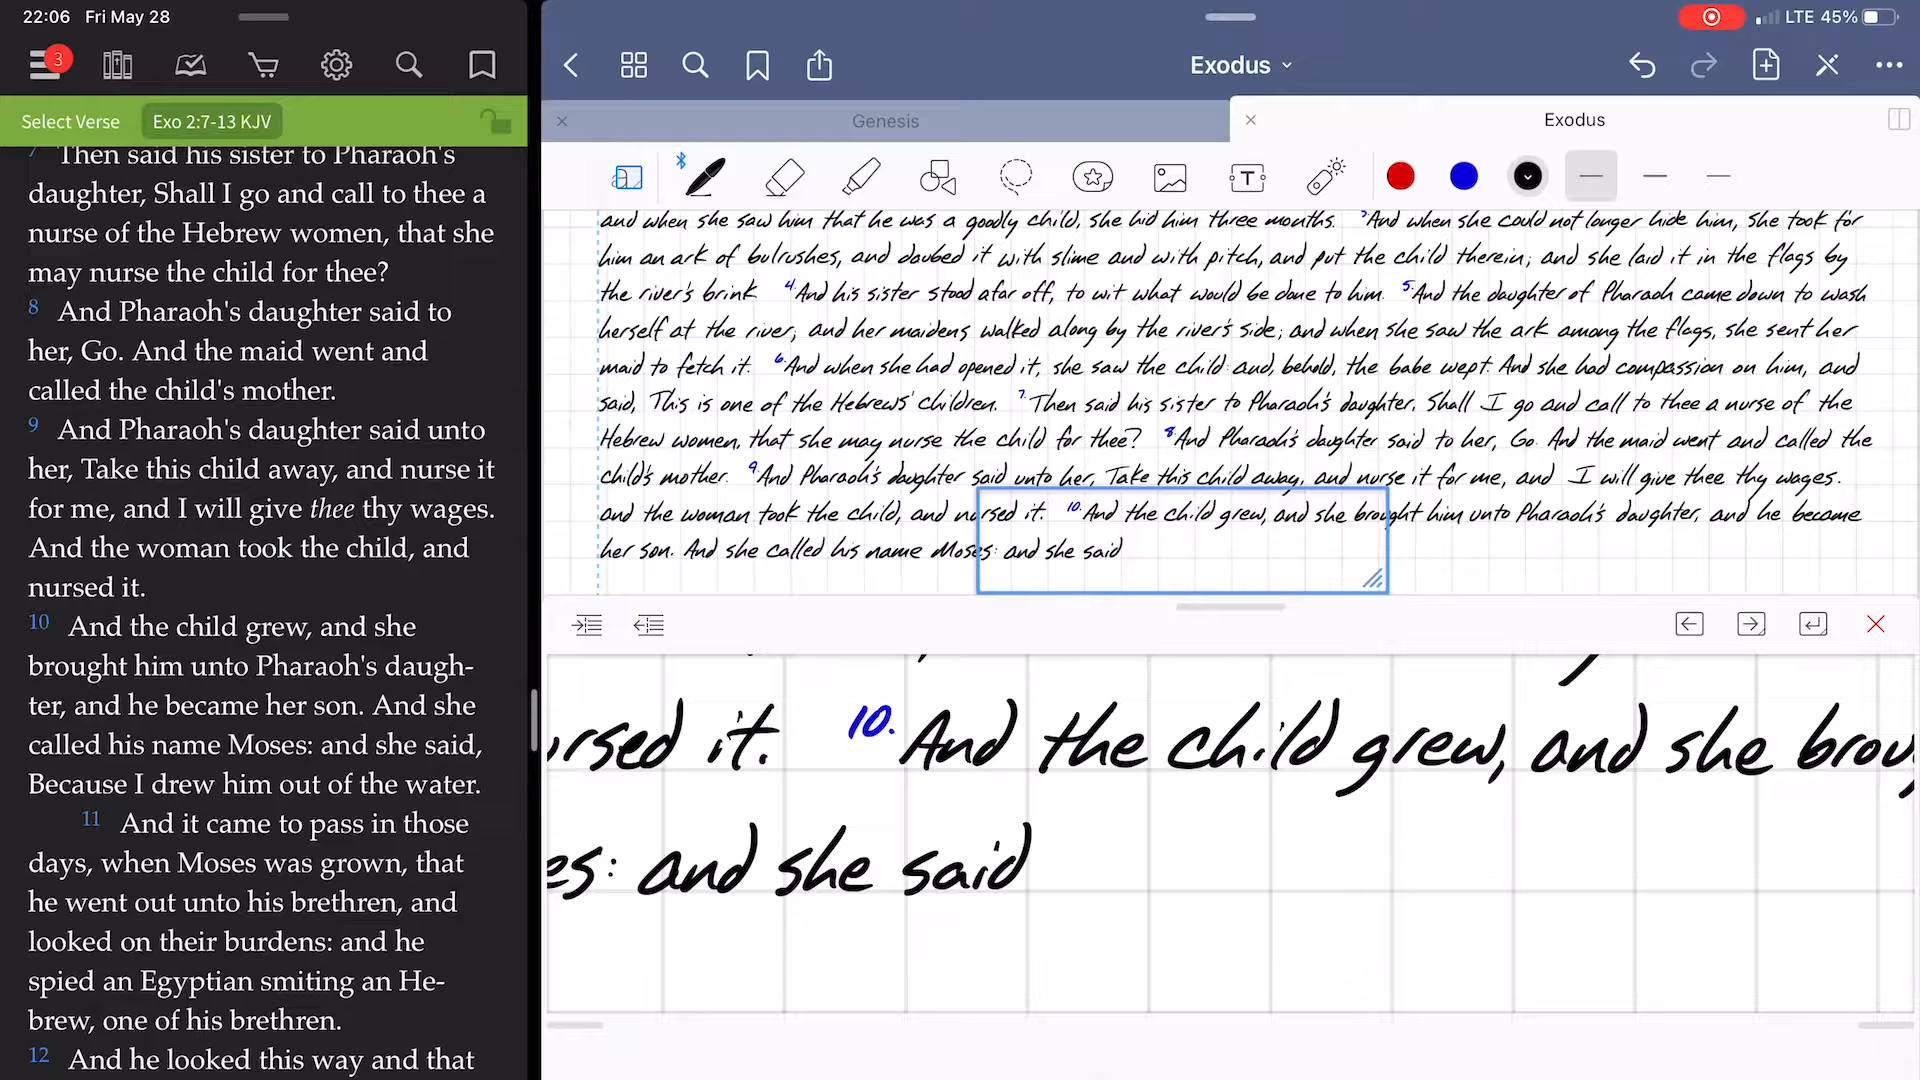 22:06 Fri May 28
3
Select Verse Exo 2:7-13 KJV
7 Then said his sister to Pharaoh's
daughter, Shall I go and call to thee a
nurse of the Hebrew women, that she
may nurse the child for thee?
8 And Pharaoh's daughter said to
her, Go. And the maid went and
called the child's mother.
9 And Pharaoh's daughter said unto
her, Take this child away, and nurse it
for me, and I will give thee thy wages.
And the woman took the child, and
nursed it.
10 And the child grew, and she
brought him unto Pharaoh's daugh-
ter, and he became her son. And she
called his name Moses: and she said,
Because I drew him out of the water.
11 And it came to pass in those
days, when Moses was grown, that
he went out unto his brethren, and
looked on their burdens: and he
spied an Egyptian smiting an He-
brew, one of his brethren.
12 And he looked this way and that
LTE 45%
Exodus
Genesis
Exodus
and when she saw him that he was a goodly child, she hid him three months. 3. And when she could not longer hide him, she took for
him an ark of bulrushes, and daubed it with slime and with pitch, and put the child therein; and she laid it in the flags by
the river's brink 4. And his sister stood afar off, to wit what would be done to him. 5. And the daughter of Pharaoh came down to wash
herself at the river; and her maidens walked along by the river's side; and when she saw the ark among the flags, she sent her
maid to fetch it. 6. And when she had opened it, she saw the child: and, behold, the babe wept. And she had compassion on him, and
said, This is one of the Hebrews' children. 7. Then said his sister to Pharaoh's daughter, Shall I go and call to thee a nurse of the
Hebrew women, that she may nurse the child for thee? 8. And Pharaoh's daughter said to her, Go. And the maid went and called the
child's mother. 9. And Pharaoh's daughter said unto her, Take this child away, and nurse it for me, and I will give thee thy wages.
and the woman took the child, and nursed it. 10. And the child grew, and she brought him unto Pharaoh's daughter, and he became
her son. And she called his name Moses: and she said
ursed it. 10. And the child grew, and she brou
es: and she said